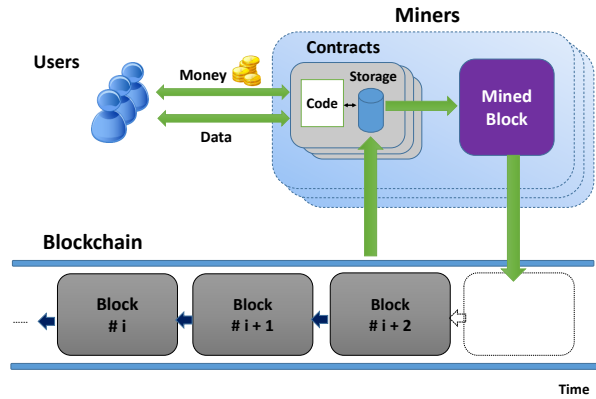 Miners
Contracts
Users
Money
Storage
Code
Mined
Block
Data
Blockchain
Block
# i
Block
# i + 1
Block
# i + 2
......
Time